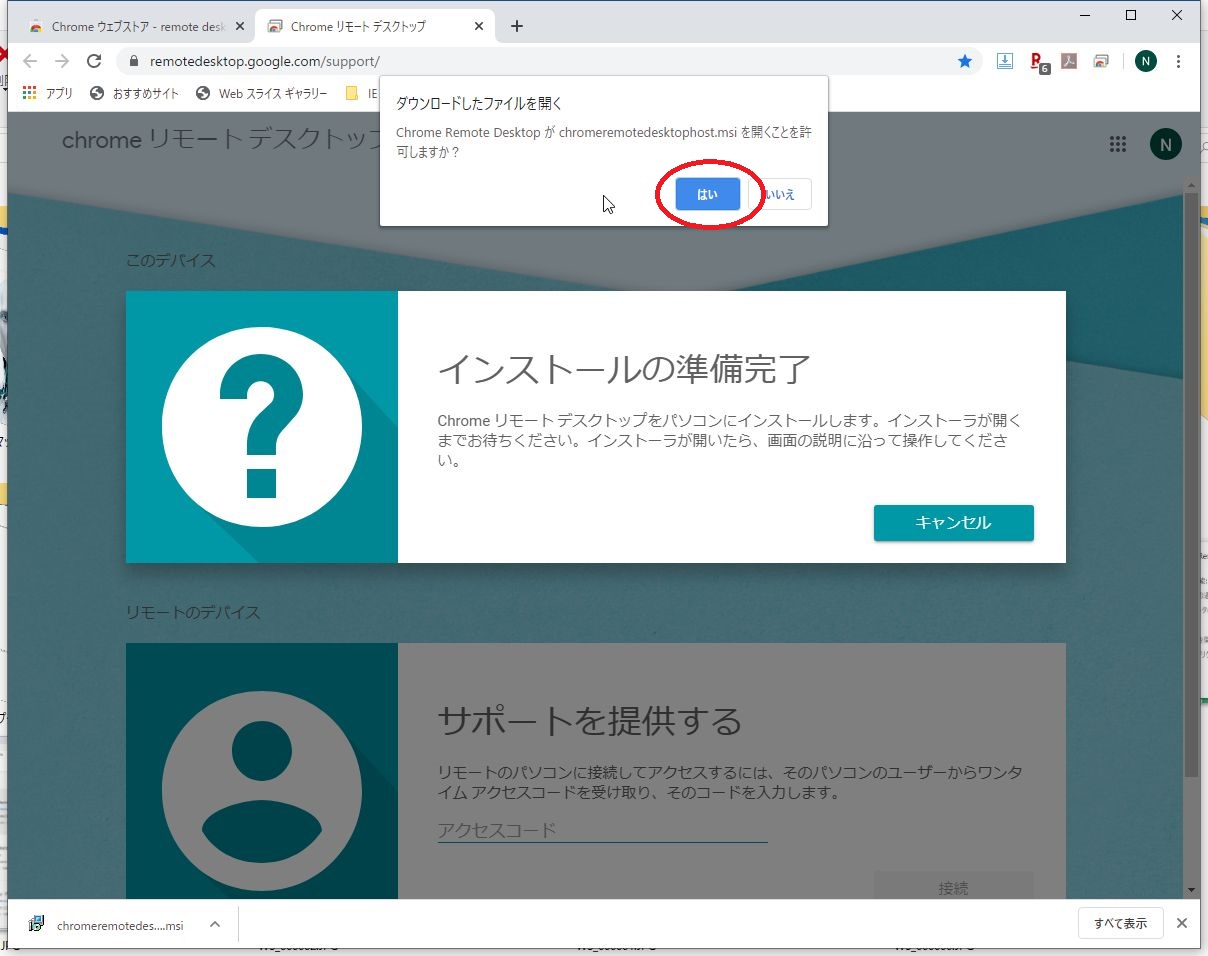 Chrome ウェブストア - remote desk
Chrome リモート デスクトップ
remotedesktop.google.com/support/
6
N
アプリ
おすすめサイト
Web スライス ギャラリー
IE
ダウンロードしたファイルを開く
Chrome Remote Desktop が chromeremotedesktophost.msi を開くことを許
可しますか？
はい
いいえ
chrome リモート デスクトップ
N
このデバイス
インストールの準備完了
Chrome リモート デスクトップをパソコンにインストールします。インストーラが開く
までお待ちください。インストーラが開いたら、画面の説明に沿って操作してくださ
い。
キャンセル
リモートのデバイス
サポートを提供する
リモートのパソコンに接続してアクセスするには、そのパソコンのユーザーからワンタ
イム アクセスコードを受け取り、そのコードを入力します。
アクセスコード
接続
chromeremotedes....msi
すべて表示